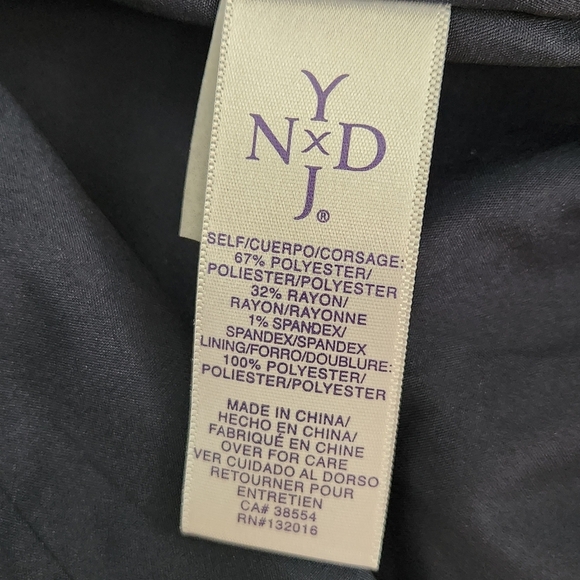 Y
N x D
J®
SELF/CUERPO/CORSAGE:
67% POLYESTER/
POLIESTER/POLYESTER
32% RAYON/
RAYON/RAYONNE
1% SPANDEX/
SPANDEX/SPANDEX
LINING/FORRO/DOUBLURE:
100% POLYESTER/
POLIESTER/POLYESTER
MADE IN CHINA/
HECHO EN CHINA/
FABRIQUÉ EN CHINE
OVER FOR CARE
VER CUIDADO AL DORSO
RETOURNER POUR
ENTRETIEN
CA# 38554
RN#132016